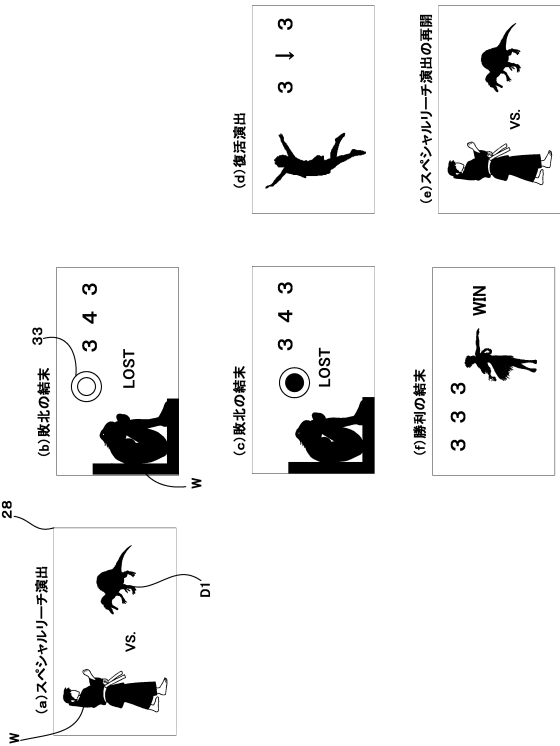 28
W
(a)スペシャルリーチ演出
VS.
D1
33
(b)敗北の結末
3 4 3
LOST
W
(c)敗北の結末
3 4 3
LOST
(d)復活演出
3 ↓ 3
(e)スペシャルリーチ演出の再開
VS.
(f)勝利の結末
3 3 3
WIN